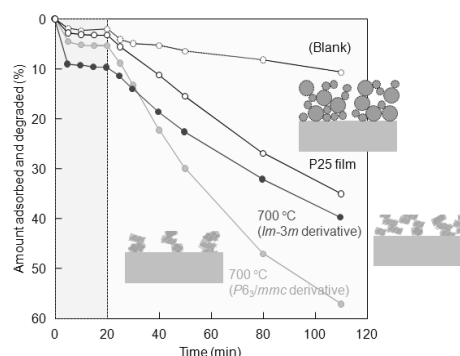 0
10
20
30
40
50
60
Amount adsorbed and degraded (%)
(Blank)
P25 film
700 °C
(Im-3m derivative)
700 °C
(P6₃/mmc derivative)
0 20 40 60 80 100 120
Time (min)